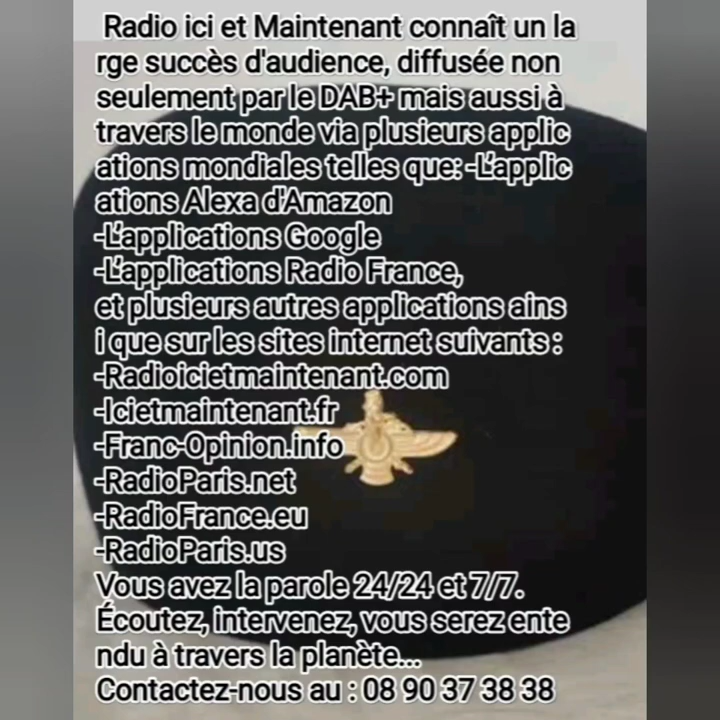 Radio ici et Maintenant connaît un la
rge succès d'audience, diffusée non
seulement par le DAB+ mais aussi à
travers le monde via plusieurs applic
ations mondiales telles que: -L'applic
ations Alexa d'Amazon
-L'applications Google
-L'applications Radio France,
et plusieurs autres applications ains
i que sur les sites internet suivants :
-Radioicietmaintenant.com
-Icietmaintenant.fr
-Franc-Opinion.info
-RadioParis.net
-RadioFrance.eu
-RadioParis.us
Vous avez la parole 24/24 et 7/7.
Écoutez, intervenez, vous serez ente
ndu à travers la planète...
Contactez-nous au : 08 90 37 38 38